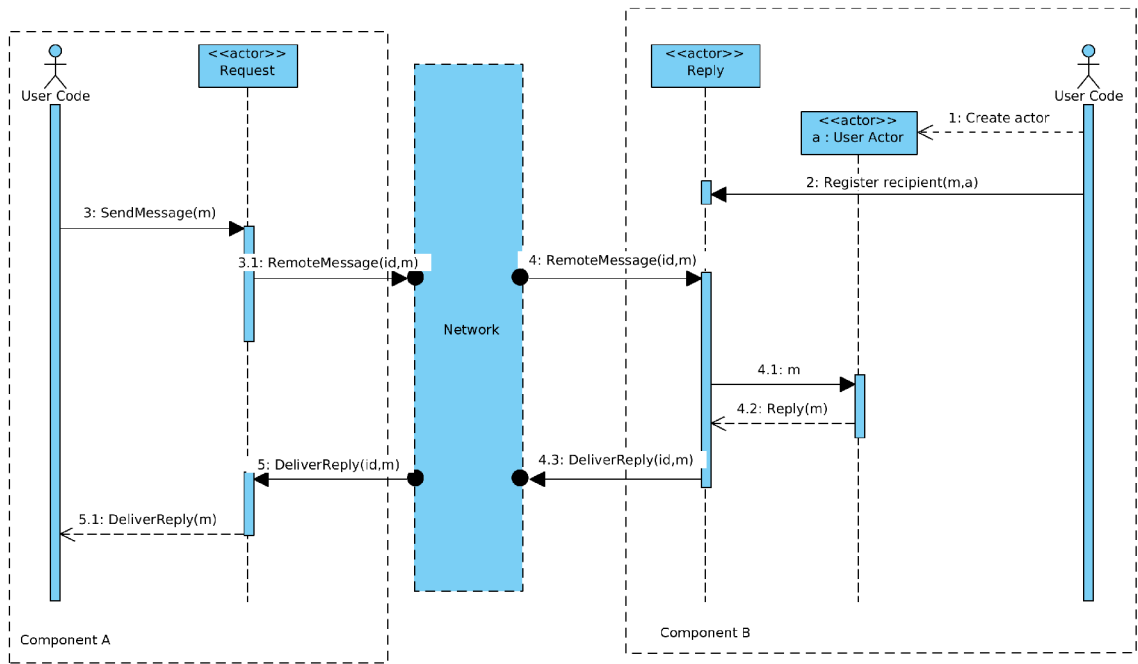 <<actor>>
Request
User Code
<<actor>>
Reply
User Code
<<actor>>
a : User Actor
1: Create actor
2: Register recipient(m,a)
3: SendMessage(m)
3.1: RemoteMessage(id,m)
4: RemoteMessage(id,m)
Network
4.1: m
4.2: Reply(m)
4.3: DeliverReply(id,m)
5: DeliverReply(id,m)
5.1: DeliverReply(m)
Component A
Component B